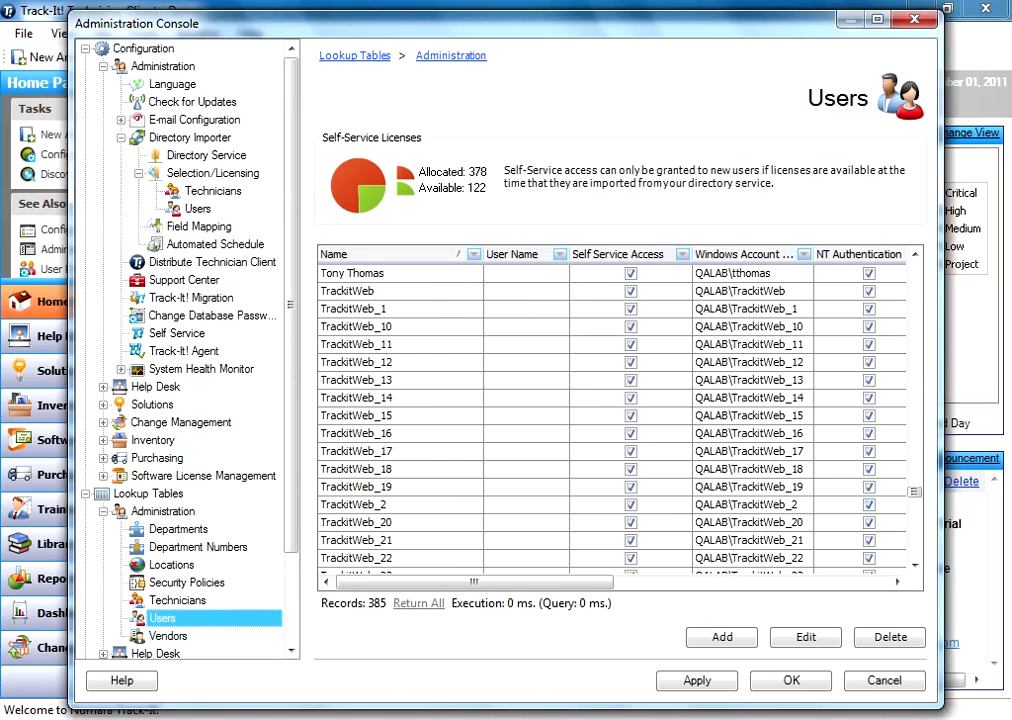 Track-It!
Administration Console
File
New
Home
Tasks
New
See Also
User
Home
Help
Softw
Purch
Train
Libra
Repo
Dash
Chan
Welcome to Numara Track-It!
Configuration
Administration
Language
Check for Updates
E-mail Configuration
Directory Importer
Directory Service
Selection/Licensing
Technicians
Users
Field Mapping
Automated Schedule
Distribute Technician Client
Support Center
Track-It! Migration
Change Database Passw...
Self Service
Track-It! Agent
System Health Monitor
Help Desk
Solutions
Change Management
Inventory
Purchasing
Software License Management
Lookup Tables
Administration
Departments
Department Numbers
Locations
Security Policies
Technicians
Users
Vendors
Help Desk
Lookup Tables > Administration
Users
Self-Service Licenses
Allocated: 378
Available: 122
Self-Service access can only be granted to new users if licenses are available at the
time that they are imported from your directory service.
Name / User Name Self Service Access Windows Account ... NT Authentication
Tony Thomas QALAB\tthomas
TrackitWeb QALAB\TrackitWeb
TrackitWeb_1 QALAB\TrackitWeb_1
TrackitWeb_10 QALAB\TrackitWeb_10
TrackitWeb_11 QALAB\TrackitWeb_11
TrackitWeb_12 QALAB\TrackitWeb_12
TrackitWeb_13 QALAB\TrackitWeb_13
TrackitWeb_14 QALAB\TrackitWeb_14
TrackitWeb_15 QALAB\TrackitWeb_15
TrackitWeb_16 QALAB\TrackitWeb_16
TrackitWeb_17 QALAB\TrackitWeb_17
TrackitWeb_18 QALAB\TrackitWeb_18
TrackitWeb_19 QALAB\TrackitWeb_19
TrackitWeb_2 QALAB\TrackitWeb_2
TrackitWeb_20 QALAB\TrackitWeb_20
TrackitWeb_21 QALAB\TrackitWeb_21
TrackitWeb_22 QALAB\TrackitWeb_22
Records: 385 Return All Execution: 0 ms. (Query: 0 ms.)
Add Edit Delete
Help Apply OK Cancel
ber 01, 2011
ange View
Critical
High
Medium
Low
Project
Day
ouncement
Delete